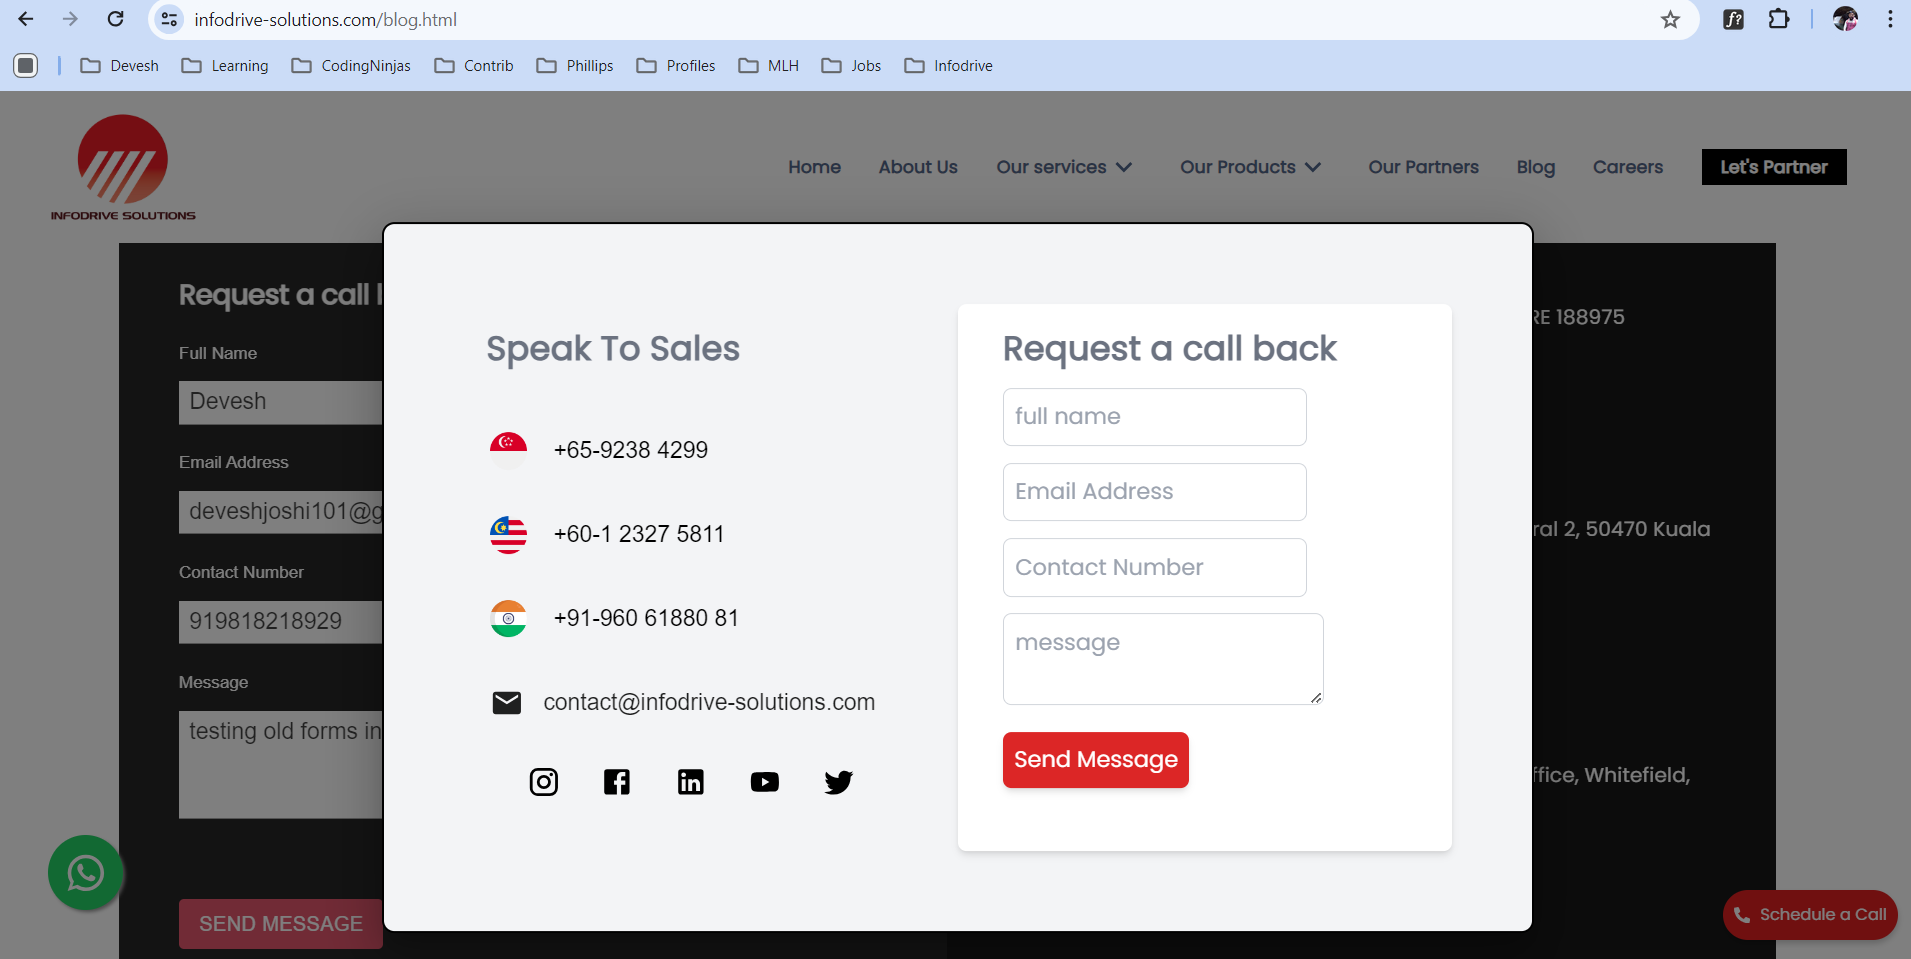 infodrive-solutions.com/blog.html
Devesh
Learning
CodingNinjas
Contrib
Phillips
Profiles
MLH
Jobs
Infodrive
INFODRIVE SOLUTIONS
Home
About Us
Our services
Our Products
Our Partners
Blog
Careers
Let's Partner
Request a call
Full Name
Devesh
Email Address
deveshjoshi101@g
Contact Number
919818218929
Message
testing old forms in
SEND MESSAGE
Speak To Sales
+65-9238 4299
+60-1 2327 5811
+91-960 61880 81
contact@infodrive-solutions.com
Request a call back
full name
Email Address
Contact Number
message
Send Message
RE 188975
ral 2, 50470 Kuala
ffice, Whitefield,
Schedule a Call